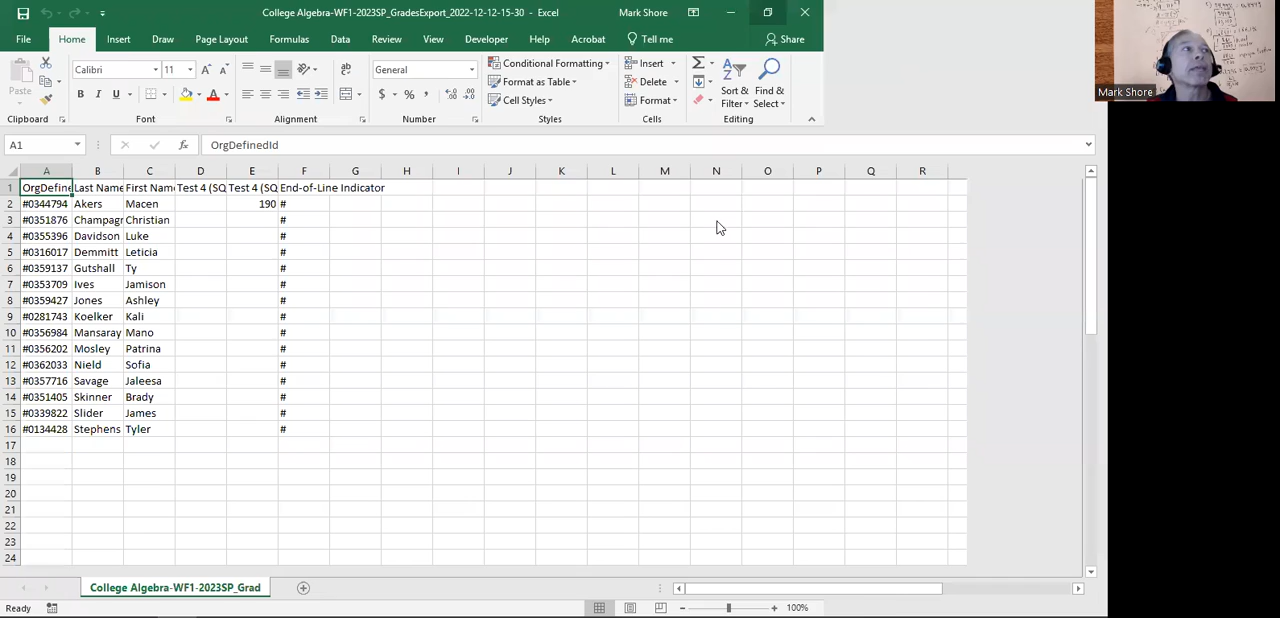 College Algebra-WF1-2023SP_GradesExport_2022-12-12-15-30 - Excel
Mark Shore
File Home Insert Draw Page Layout Formulas Data Review View Developer Help Acrobat Tell me Share
Paste
Calibri 11
B I U A
General
$ % ,
Conditional Formatting
Format as Table
Cell Styles
Insert
Delete
Format
Sort & Filter
Find & Select
Clipboard Font Alignment Number Styles Cells Editing
Mark Shore
A1 fx OrgDefinedId
A B C D E F G H I J K L M N O P Q R
1 OrgDefine Last Name First Name Test 4 (SQ Test 4 (SQ End-of-Line Indicator
2 #0344794 Akers Macen 190 #
3 #0351876 Champagr Christian #
4 #0355396 Davidson Luke #
5 #0316017 Demmitt Leticia #
6 #0359137 Gutshall Ty #
7 #0353709 Ives Jamison #
8 #0359427 Jones Ashley #
9 #0281743 Koelker Kali #
10 #0356984 Mansaray Mano #
11 #0356202 Mosley Patrina #
12 #0362033 Nield Sofia #
13 #0357716 Savage Jaleesa #
14 #0351405 Skinner Brady #
15 #0339822 Slider James #
16 #0134428 Stephens Tyler #
17
18
19
20
21
22
23
24
College Algebra-WF1-2023SP_Grad
Ready 100%